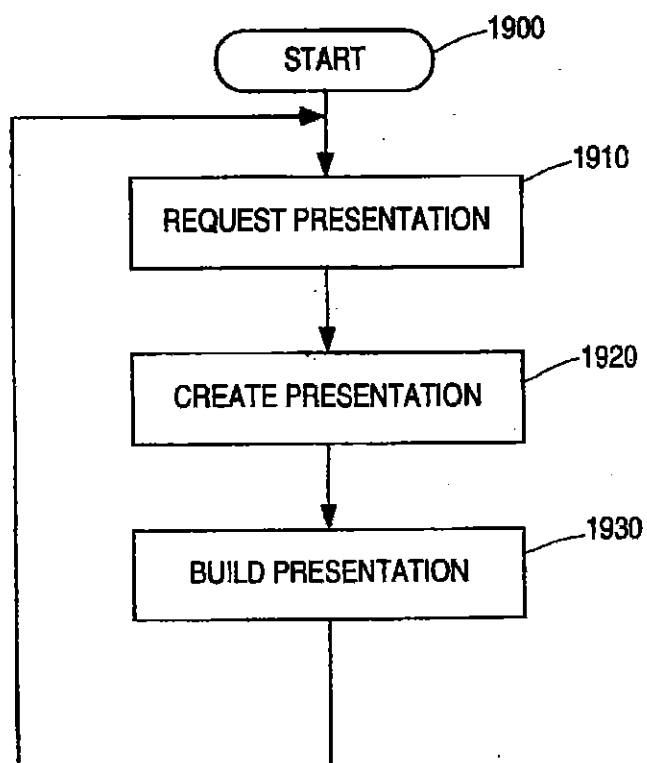 1900
START
1910
REQUEST PRESENTATION
1920
CREATE PRESENTATION
1930
BUILD PRESENTATION